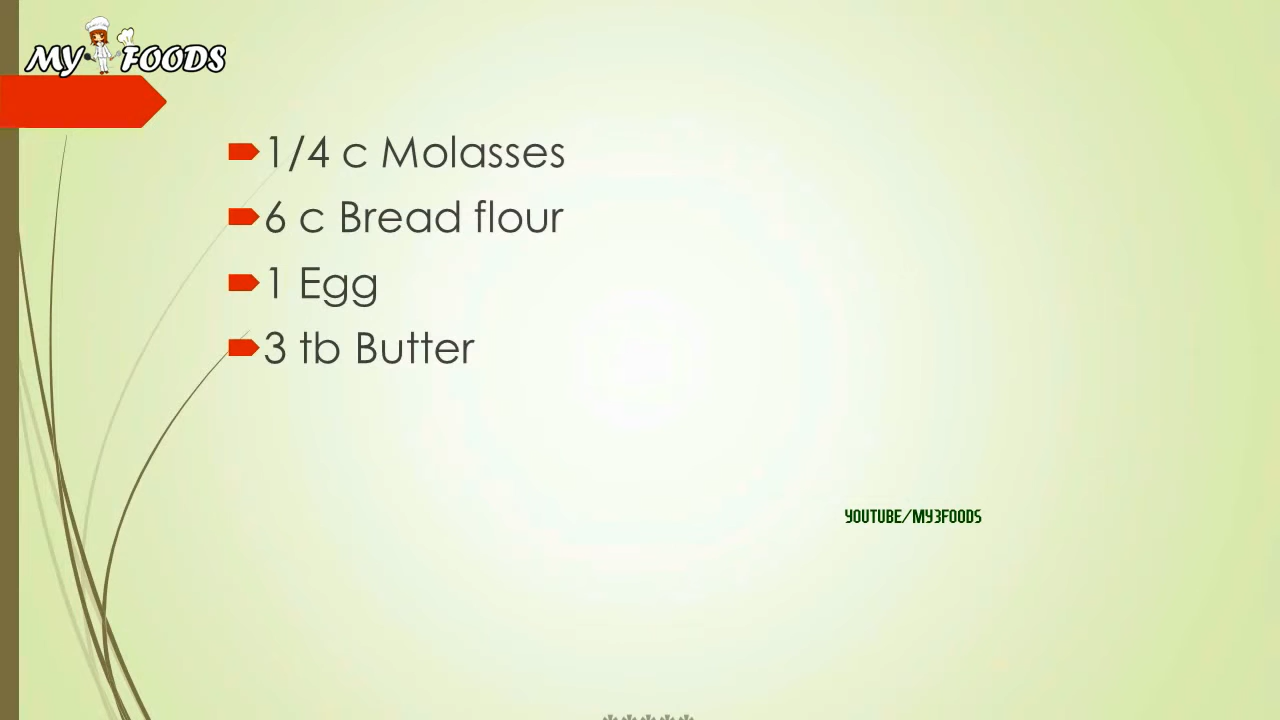 MY FOODS
1/4 c Molasses
6 c Bread flour
1 Egg
3 tb Butter
YOUTUBE/MY3FOODS